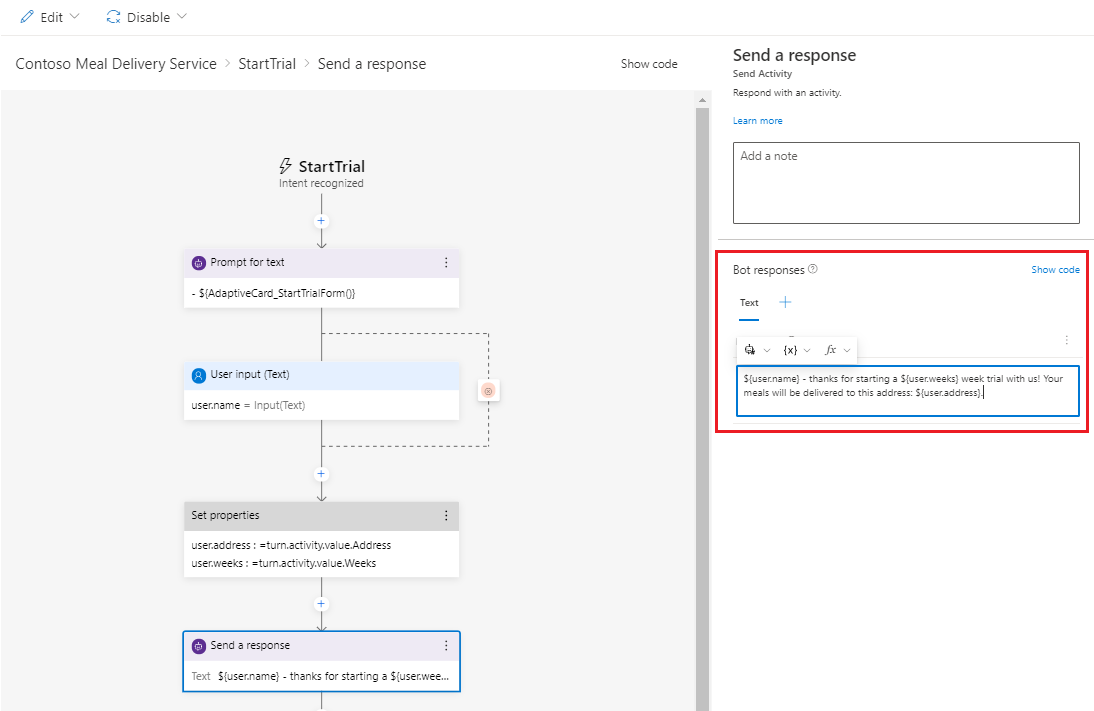 Edit
Disable
Contoso Meal Delivery Service > StartTrial > Send a response
Show code
StartTrial
Intent recognized
Prompt for text
- ${AdaptiveCard_StartTrialForm()}
User input (Text)
user.name = Input(Text)
Set properties
user.address : =turn.activity.value.Address
user.weeks : =turn.activity.value.Weeks
Send a response
Text ${user.name} - thanks for starting a ${user.wee...
Send a response
Send Activity
Respond with an activity.
Learn more
Add a note
Bot responses
Show code
Text
{x}
fx
${user.name} - thanks for starting a ${user.weeks} week trial with us! Your
meals will be delivered to this address: ${user.address}.